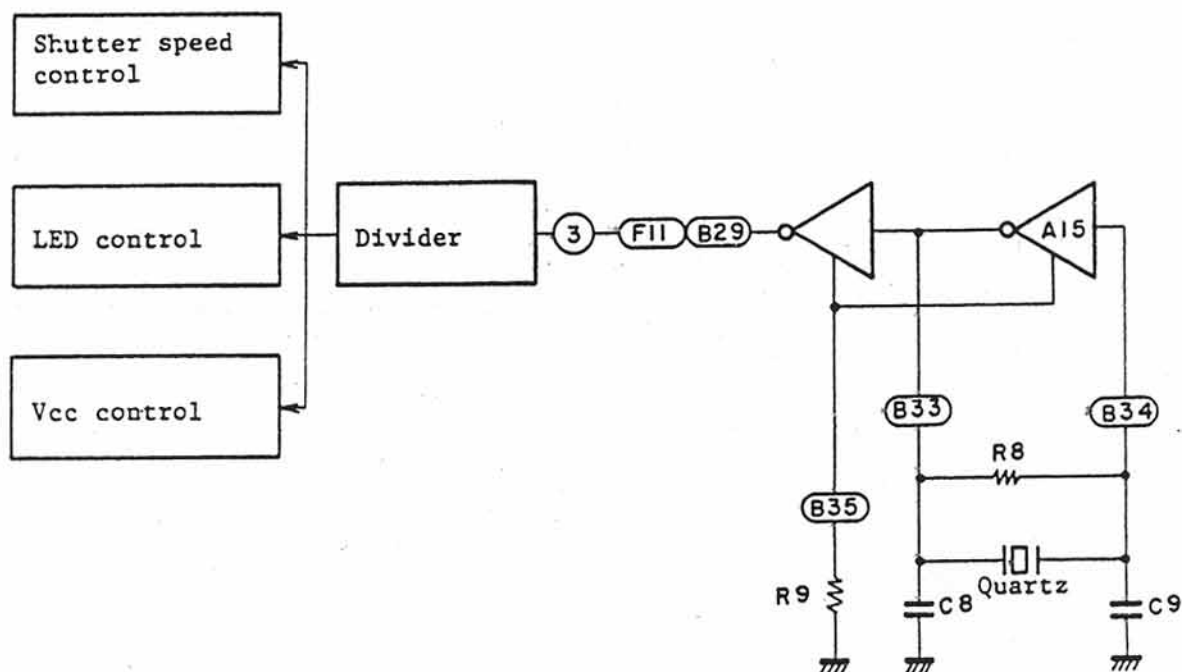 Shutter speed
control
LED control
Vcc control
Divider
3
F11
B29
A15
B33
B34
R8
B35
Quartz
R9
C8
C9